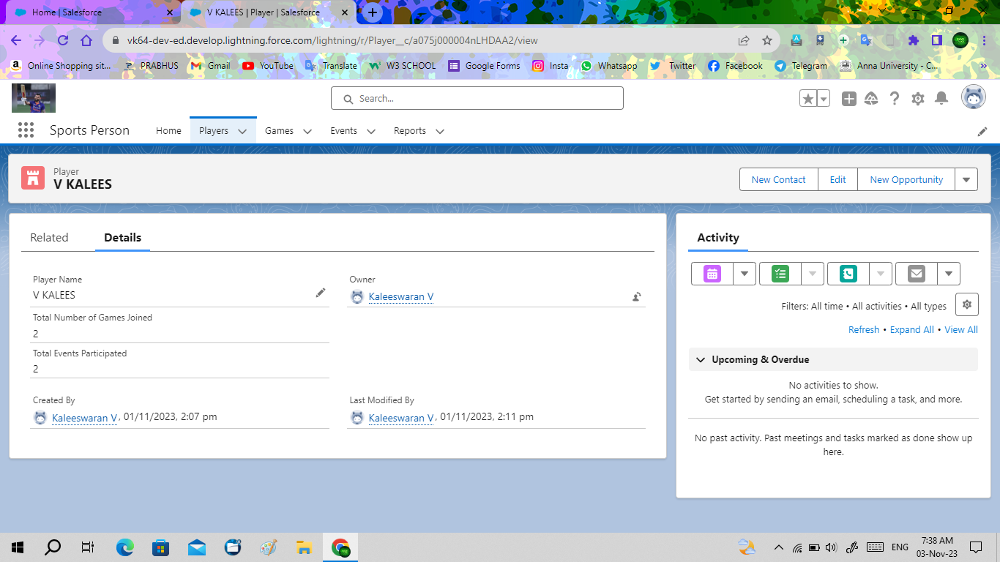 Home | Salesforce
V KALEES | Player | Salesforce
vk64-dev-ed.develop.lightning.force.com/lightning/r/Player__c/a075j000004nLHDAA2/view
Online Shopping sit... PRABHUS Gmail YouTube Translate W3 SCHOOL Google Forms Insta Whatsapp Twitter Facebook Telegram Anna University - C...
Search...
Sports Person Home Players Games Events Reports
Player
V KALEES
New Contact Edit New Opportunity
Related Details
Player Name
V KALEES
Owner
Kaleeswaran V
Total Number of Games Joined
2
Total Events Participated
2
Created By
Kaleeswaran V, 01/11/2023, 2:07 pm
Last Modified By
Kaleeswaran V, 01/11/2023, 2:11 pm
Activity
Filters: All time • All activities • All types
Refresh • Expand All • View All
Upcoming & Overdue
No activities to show.
Get started by sending an email, scheduling a task, and more.
No past activity. Past meetings and tasks marked as done show up
here.
ENG
7:38 AM
03-Nov-23